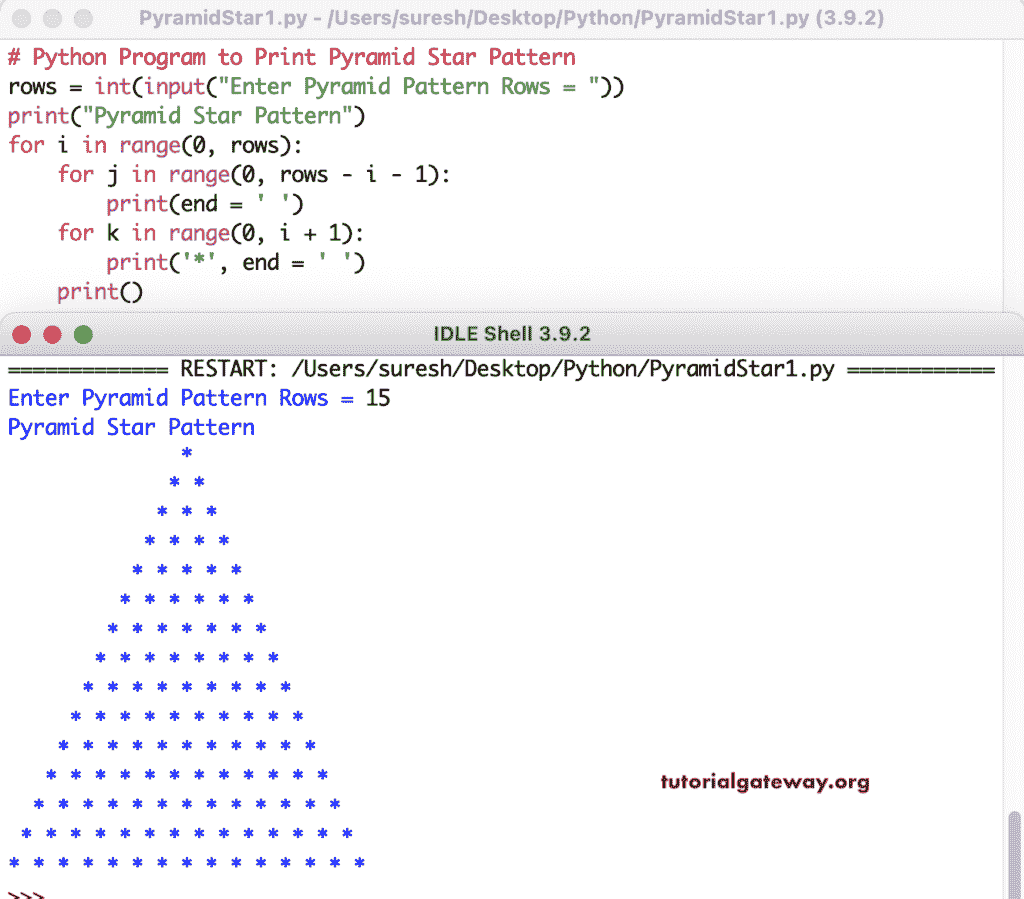 PyramidStar1.py - /Users/suresh/Desktop/Python/PyramidStar1.py (3.9.2)
# Python Program to Print Pyramid Star Pattern
rows = int(input("Enter Pyramid Pattern Rows = "))
print("Pyramid Star Pattern")
for i in range(0, rows):
    for j in range(0, rows - i - 1):
        print(end = ' ')
    for k in range(0, i + 1):
        print('*', end = ' ')
    print()
IDLE Shell 3.9.2
============= RESTART: /Users/suresh/Desktop/Python/PyramidStar1.py ============
Enter Pyramid Pattern Rows = 15
Pyramid Star Pattern
              *
             * *
            * * *
           * * * *
          * * * * *
         * * * * * *
        * * * * * * *
       * * * * * * * *
      * * * * * * * * *
     * * * * * * * * * *
    * * * * * * * * * * *
   * * * * * * * * * * * *
  * * * * * * * * * * * * *
 * * * * * * * * * * * * * *
* * * * * * * * * * * * * * *
tutorialgateway.org
>>>